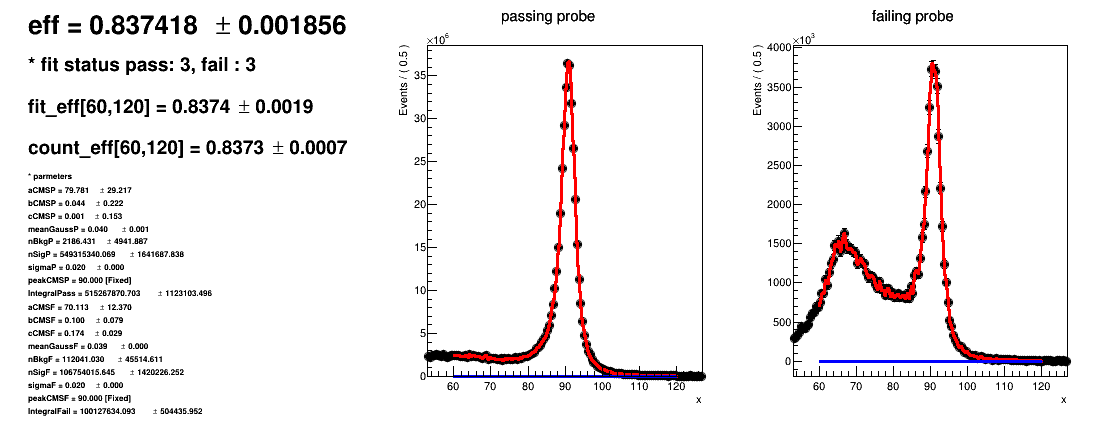 eff = 0.837418 ± 0.001856
* fit status pass: 3, fail : 3
fit_eff[60,120] = 0.8374 ± 0.0019
count_eff[60,120] = 0.8373 ± 0.0007
* parmeters
aCMSP = 79.781 ± 29.217
bCMSP = 0.044 ± 0.222
cCMSP = 0.001 ± 0.153
meanGaussP = 0.040 ± 0.001
nBkgP = 2186.431 ± 4941.887
nSigP = 549315340.069 ± 1641687.838
sigmaP = 0.020 ± 0.000
peakCMSP = 90.000 [Fixed]
IntegralPass = 515267870.703 ± 1123103.496
aCMSF = 70.113 ± 12.370
bCMSF = 0.100 ± 0.079
cCMSF = 0.174 ± 0.029
meanGaussF = 0.039 ± 0.000
nBkgF = 112041.030 ± 45514.611
nSigF = 106754015.645 ± 1420226.252
sigmaF = 0.020 ± 0.000
peakCMSF = 90.000 [Fixed]
IntegralFail = 100127634.093 ± 504435.952
passing probe
×10⁶
Events / ( 0.5 )
35
30
25
20
15
10
5
0
60 70 80 90 100 110 120
x
failing probe
×10³
Events / ( 0.5 )
4000
3500
3000
2500
2000
1500
1000
500
0
60 70 80 90 100 110 120
x